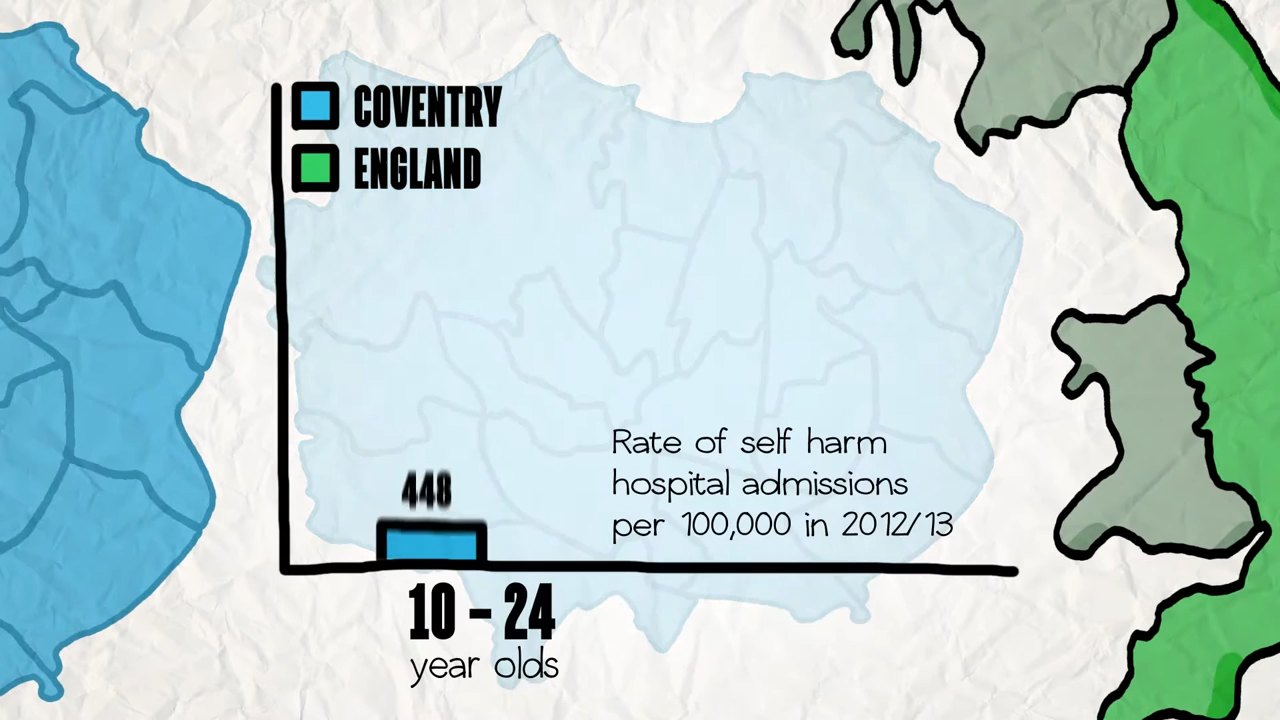 COVENTRY
ENGLAND
448
Rate of self harm
hospital admissions
per 100,000 in 2012/13
10 – 24
year olds